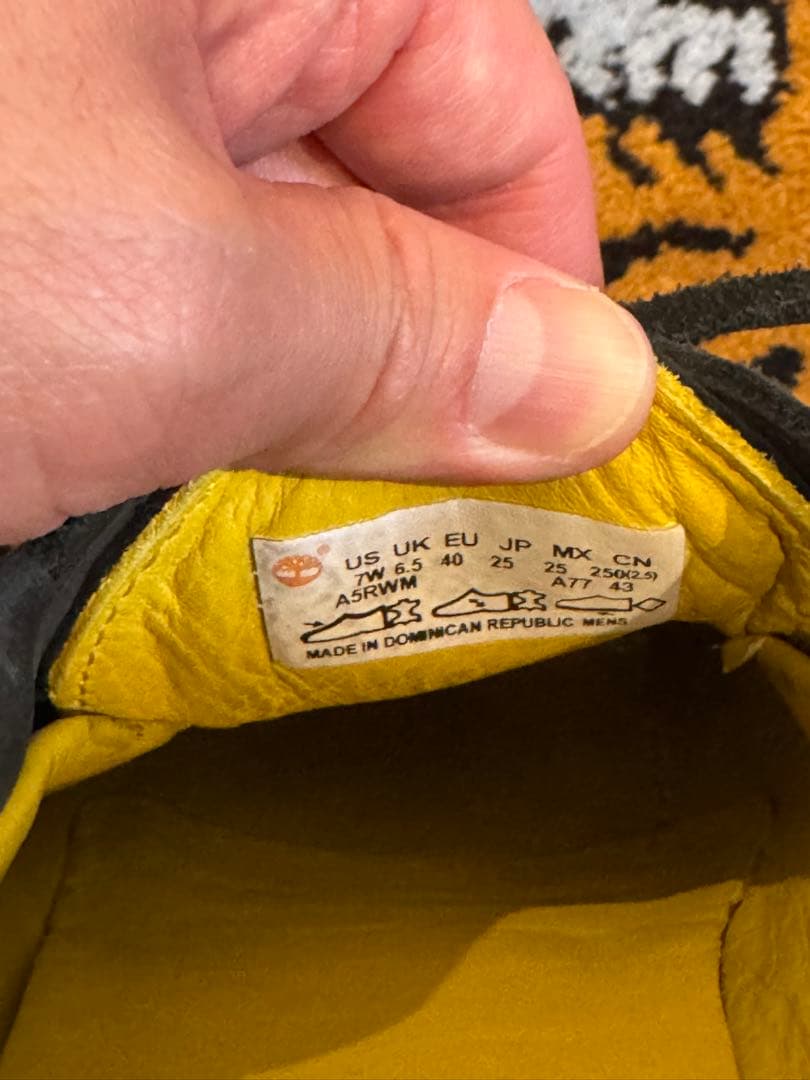 US UK EU JP MX CN
7W 6.5 40 25 25 250(2.5)
A5RWM A77 43
MADE IN DOMINICAN REPUBLIC MENS